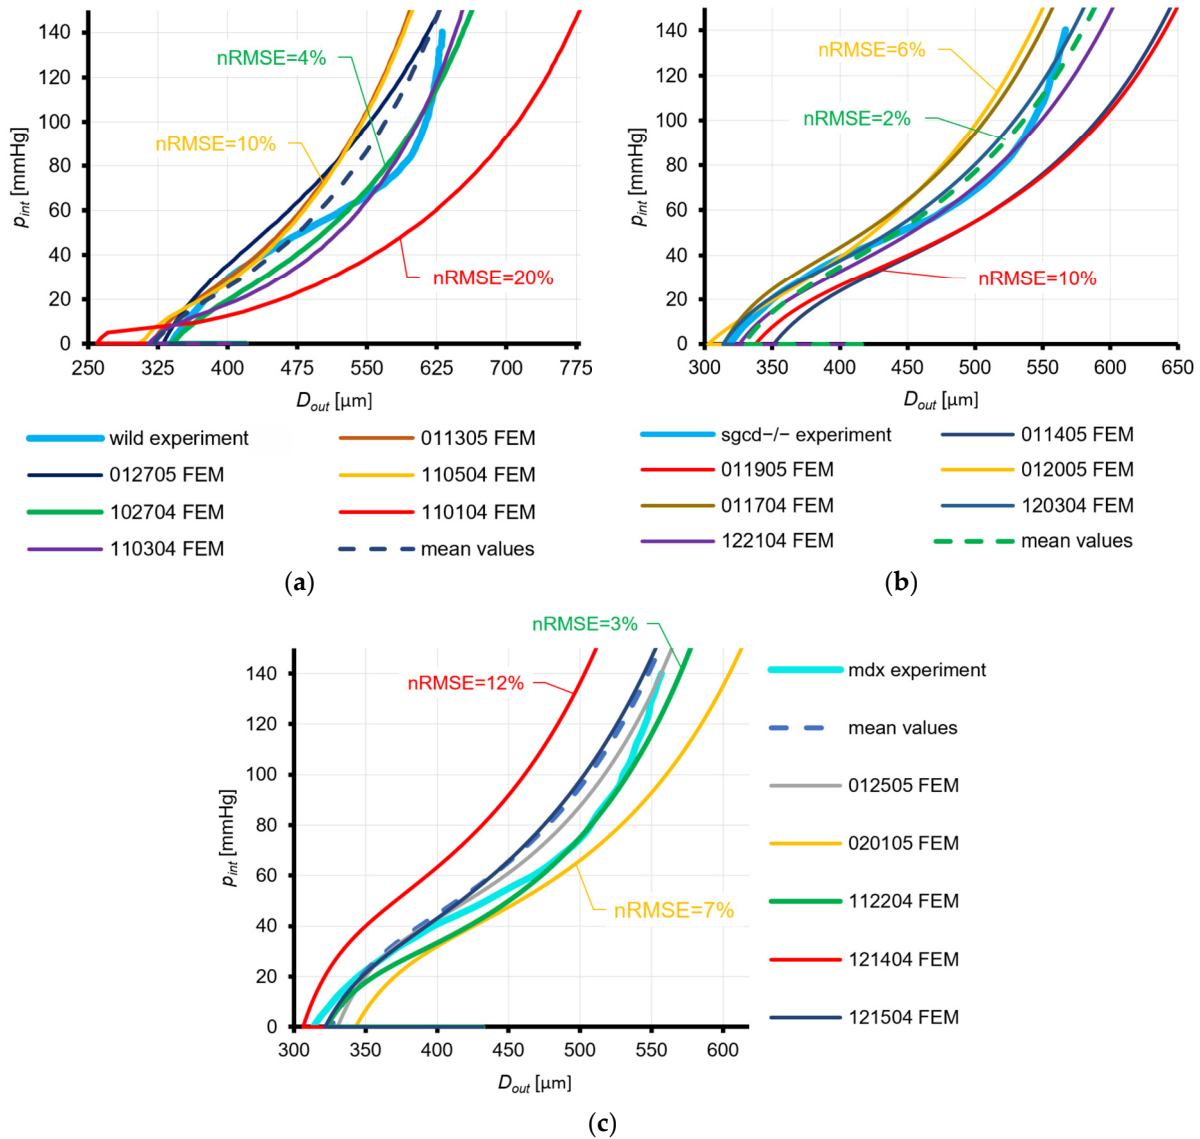 140
120
100
80
60
40
20
0
p_int [mmHg]
nRMSE=4%
nRMSE=10%
nRMSE=20%
250 325 400 475 550 625 700 775
D_out [µm]
wild experiment
011305 FEM
012705 FEM
110504 FEM
102704 FEM
110104 FEM
110304 FEM
mean values
(a)
140
120
100
80
60
40
20
0
p_int [mmHg]
nRMSE=6%
nRMSE=2%
nRMSE=10%
300 350 400 450 500 550 600 650
D_out [µm]
sgcd−/− experiment
011405 FEM
011905 FEM
012005 FEM
011704 FEM
120304 FEM
122104 FEM
mean values
(b)
nRMSE=3%
140
120
100
80
60
40
20
0
p_int [mmHg]
nRMSE=12%
nRMSE=7%
300 350 400 450 500 550 600
D_out [µm]
mdx experiment
mean values
012505 FEM
020105 FEM
112204 FEM
121404 FEM
121504 FEM
(c)